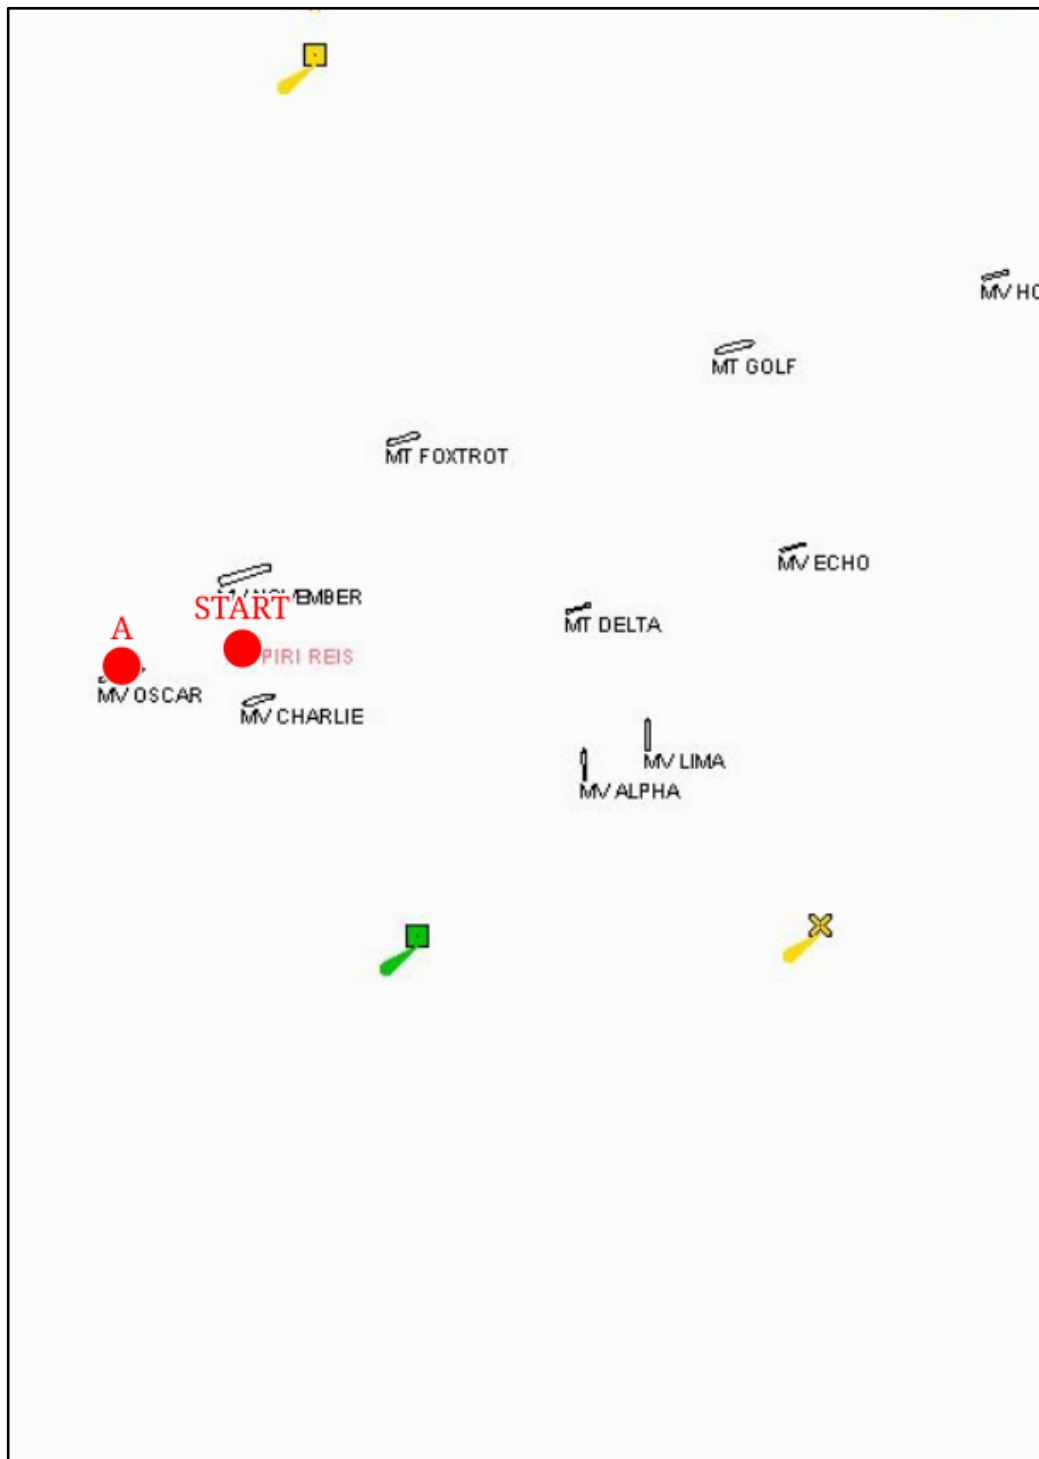 MV HO
MT GOLF
MT FOXTROT
MV ECHO
START
MT DELTA
A
PIRI REIS
MV OSCAR
MV CHARLIE
MV LIMA
MV ALPHA